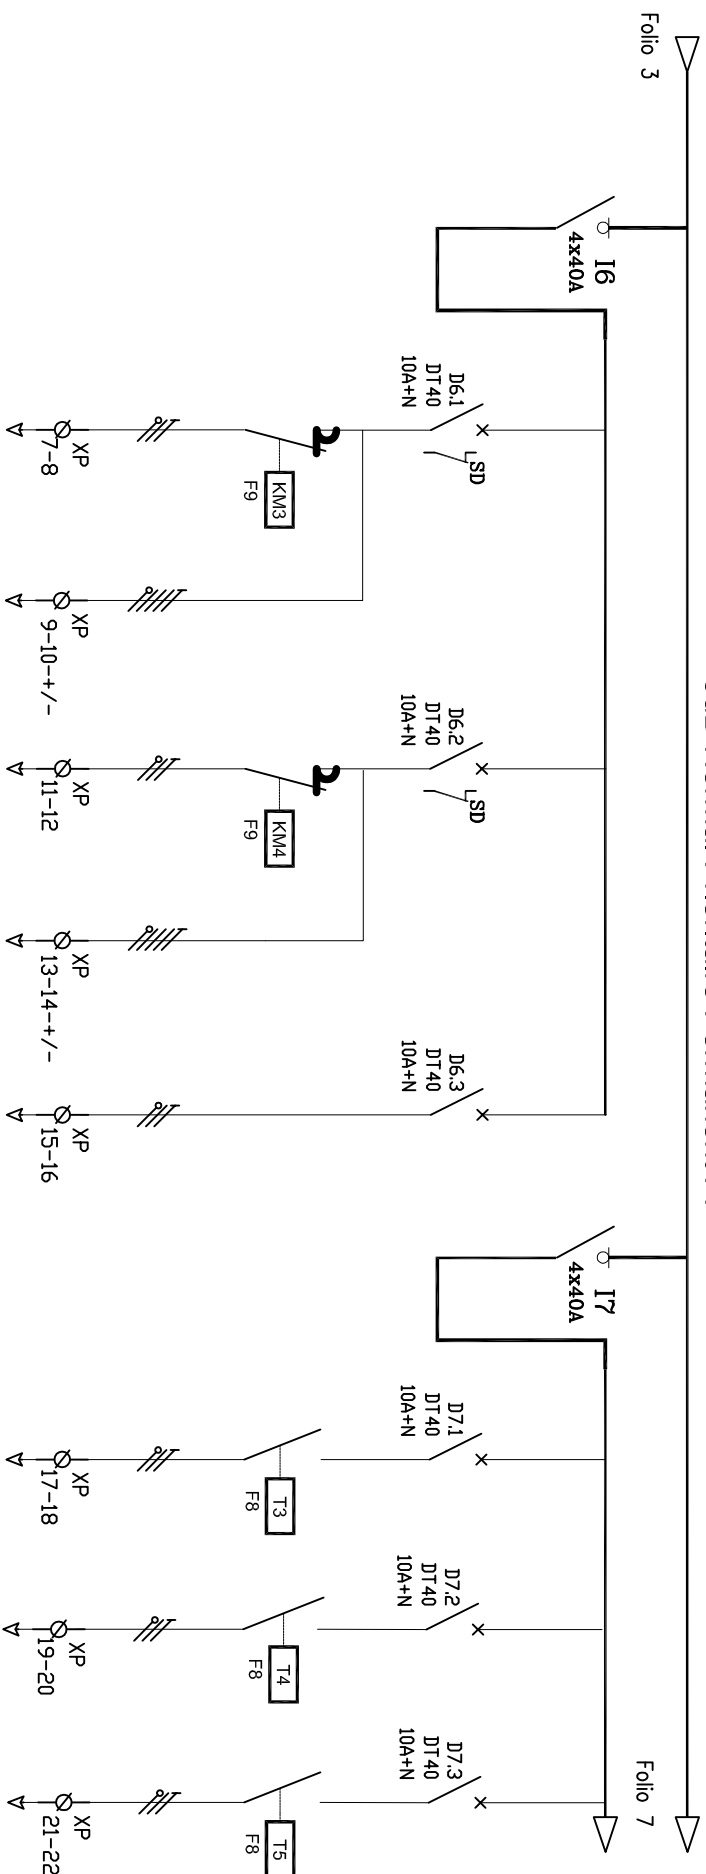 Folio 3
I6
4x40A
D6.1
DT40
10A+N
SD
KM3
F9
XP
7-8
XP
9-10-+/-
D6.2
DT40
10A+N
SD
KM4
F9
XP
11-12
XP
13-14-+/-
D6.3
DT40
10A+N
XP
15-16
I7
4x40A
D7.1
DT40
10A+N
T3
F8
XP
17-18
D7.2
DT40
10A+N
T4
F8
XP
19-20
D7.3
DT40
10A+N
T5
F8
XP
21-22
Folio 7